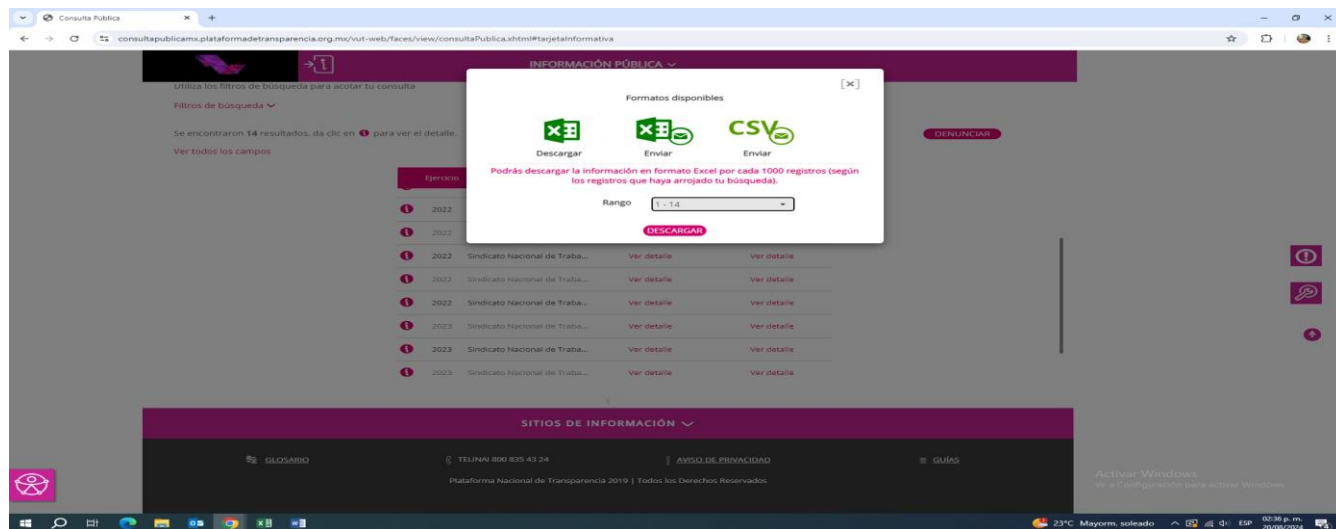 Consulta Pública
consultapublicamx.plataformadetransparencia.org.mx/vut-web/faces/view/consultaPublica.xhtml#tarjetaInformativa
INFORMACIÓN PÚBLICA
Utiliza los filtros de búsqueda para acotar tu consulta
Filtros de búsqueda
Se encontraron 14 resultados, da clic en i para ver el detalle.
Ver todos los campos
DENUNCIAR
[×]
Formatos disponibles
CSV
Descargar Enviar Enviar
Podrás descargar la información en formato Excel por cada 1000 registros (según
los registros que haya arrojado tu búsqueda).
Rango 1 - 14
DESCARGAR
Ejercicio
2022
2022
2022 Sindicato Nacional de Traba... Ver detalle Ver detalle
2022 Sindicato Nacional de Traba... Ver detalle Ver detalle
2022 Sindicato Nacional de Traba... Ver detalle Ver detalle
2023 Sindicato Nacional de Traba... Ver detalle Ver detalle
2023 Sindicato Nacional de Traba... Ver detalle Ver detalle
2023 Sindicato Nacional de Traba... Ver detalle Ver detalle
1
SITIOS DE INFORMACIÓN
GLOSARIO TELINAI 800 835 43 24 AVISO DE PRIVACIDAD GUÍAS
Plataforma Nacional de Transparencia 2019 | Todos los Derechos Reservados
Activar Windows
Ve a Configuración para activar Windows.
23°C Mayorm. soleado ESP 02:36 p. m.
20/08/2024